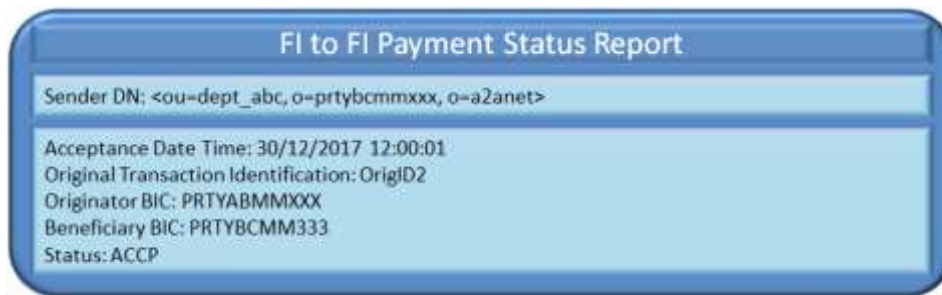 FI to FI Payment Status Report
Sender DN: <ou=dept_abc, o=prtybcmmxxx, o=a2anet>
Acceptance Date Time: 30/12/2017 12:00:01
Original Transaction Identification: OrigID2
Originator BIC: PRTYABMMXXX
Beneficiary BIC: PRTYBCMM333
Status: ACCP